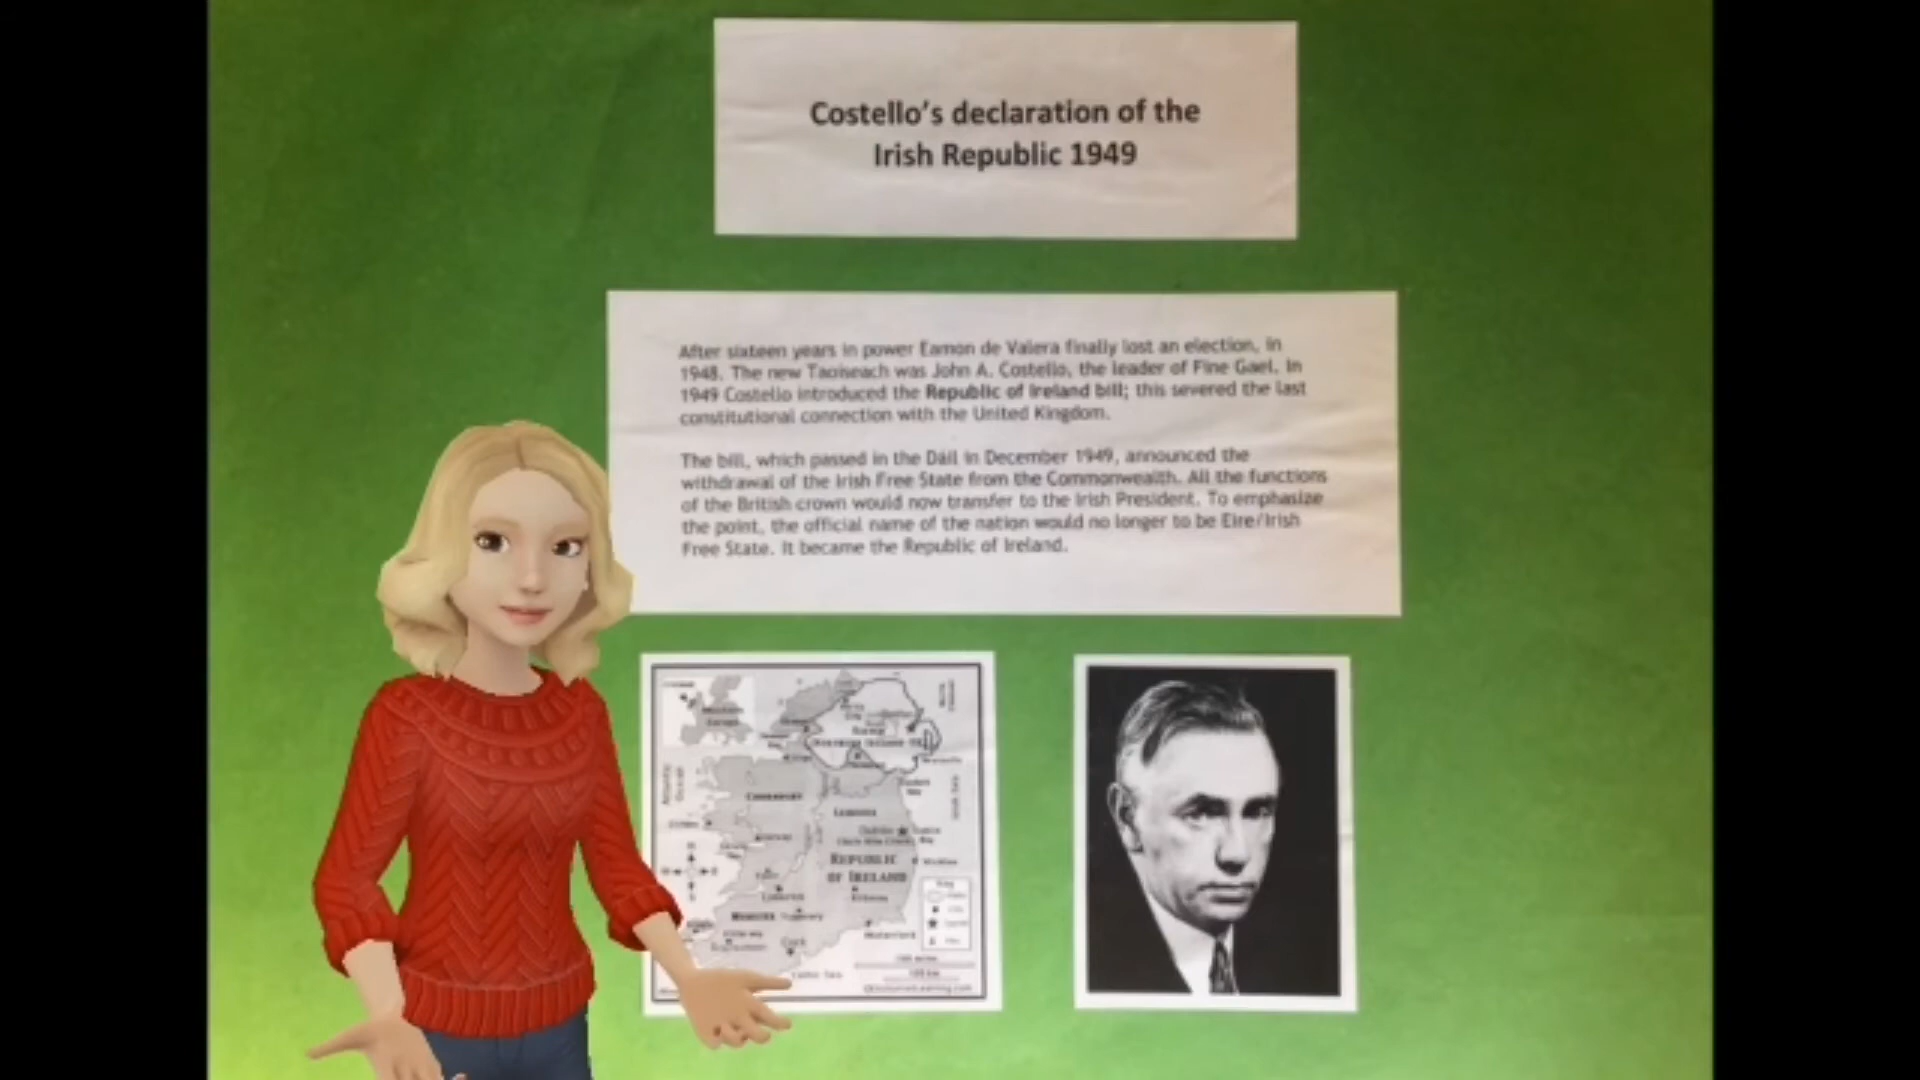 Costello's declaration of the
Irish Republic 1949
After sixteen years in power Eamon de Valera finally lost an election, in
1948. The new Taoiseach was John A. Costello, the leader of Fine Gael. In
1949 Costello introduced the Republic of Ireland bill; this severed the last
constitutional connection with the United Kingdom.
The bill, which passed in the Dáil in December 1949, announced the
withdrawal of the Irish Free State from the Commonwealth. All the functions
of the British crown would now transfer to the Irish President. To emphasize
the point, the official name of the nation would no longer to be Eire/Irish
Free State. It became the Republic of Ireland.
REPUBLIC
OF IRELAND
Cork